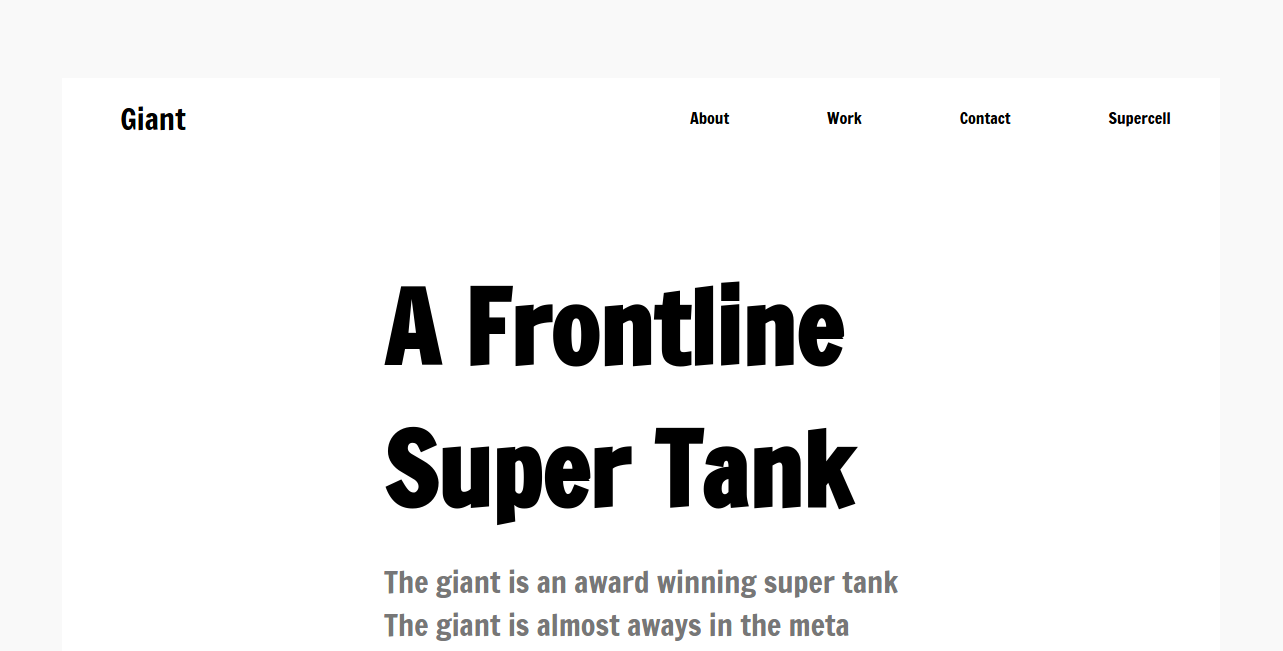 Giant
About Work Contact Supercell
A Frontline
Super Tank
The giant is an award winning super tank
The giant is almost aways in the meta